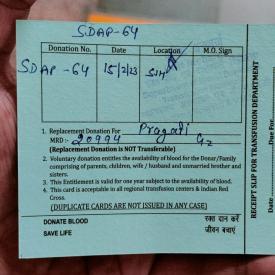 SDAP-64
Donation No. Date Location M.O. Sign
SDAP-64 15/2/23
1. Replacement Donation For Pragati
MRD :- 20994
(Replacement Donation is NOT Transferable)
2. Voluntary donation entitles the availability of blood for the Donar/Family
comprising of parents, children, wife / husband and unmarried brother and
sisters.
3. This Entitlement is valid for one year subject to the availability of blood.
4. This card is acceptable in all regional transfusion centers & Indian Red
Cross.
(DUPLICATE CARDS ARE NOT ISSUED IN ANY CASE)
DONATE BLOOD रक्त दान करें
SAVE LIFE जीवन बचाएं
RECEIPT SLIP FOR TRANSFUSION DEPARTMENT
Date
Due For